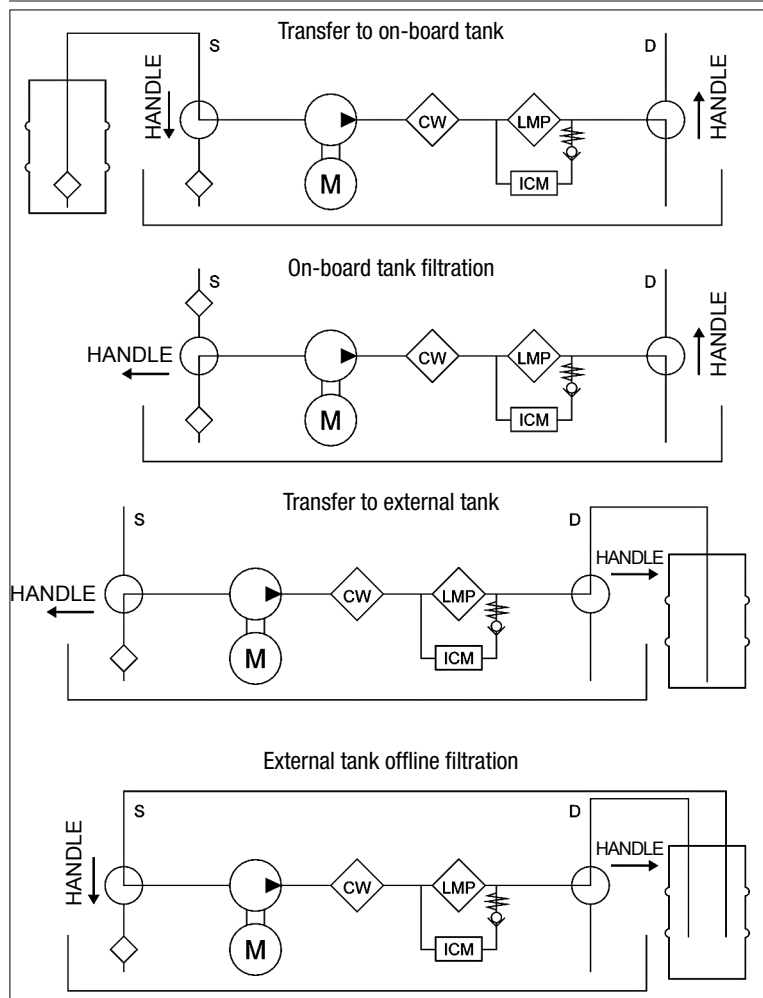 Transfer to on-board tank
S
D
HANDLE
HANDLE
CW
LMP
M
ICM
On-board tank filtration
S
D
HANDLE
HANDLE
CW
LMP
M
ICM
Transfer to external tank
S
D
HANDLE
HANDLE
CW
LMP
M
ICM
External tank offline filtration
S
D
HANDLE
HANDLE
CW
LMP
M
ICM